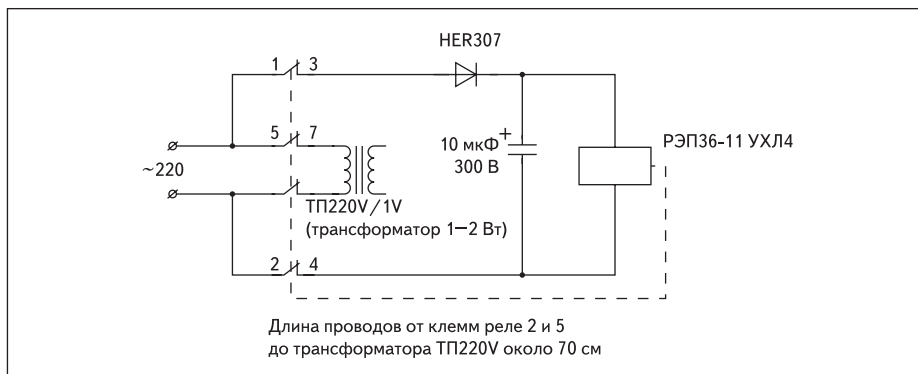 HER307
1 3
5 7
10 мкФ +
300 В
РЭП36-11 УХЛ4
~220
ТП220V/1V
(трансформатор 1—2 Вт)
2 4
Длина проводов от клемм реле 2 и 5
до трансформатора ТП220V около 70 см